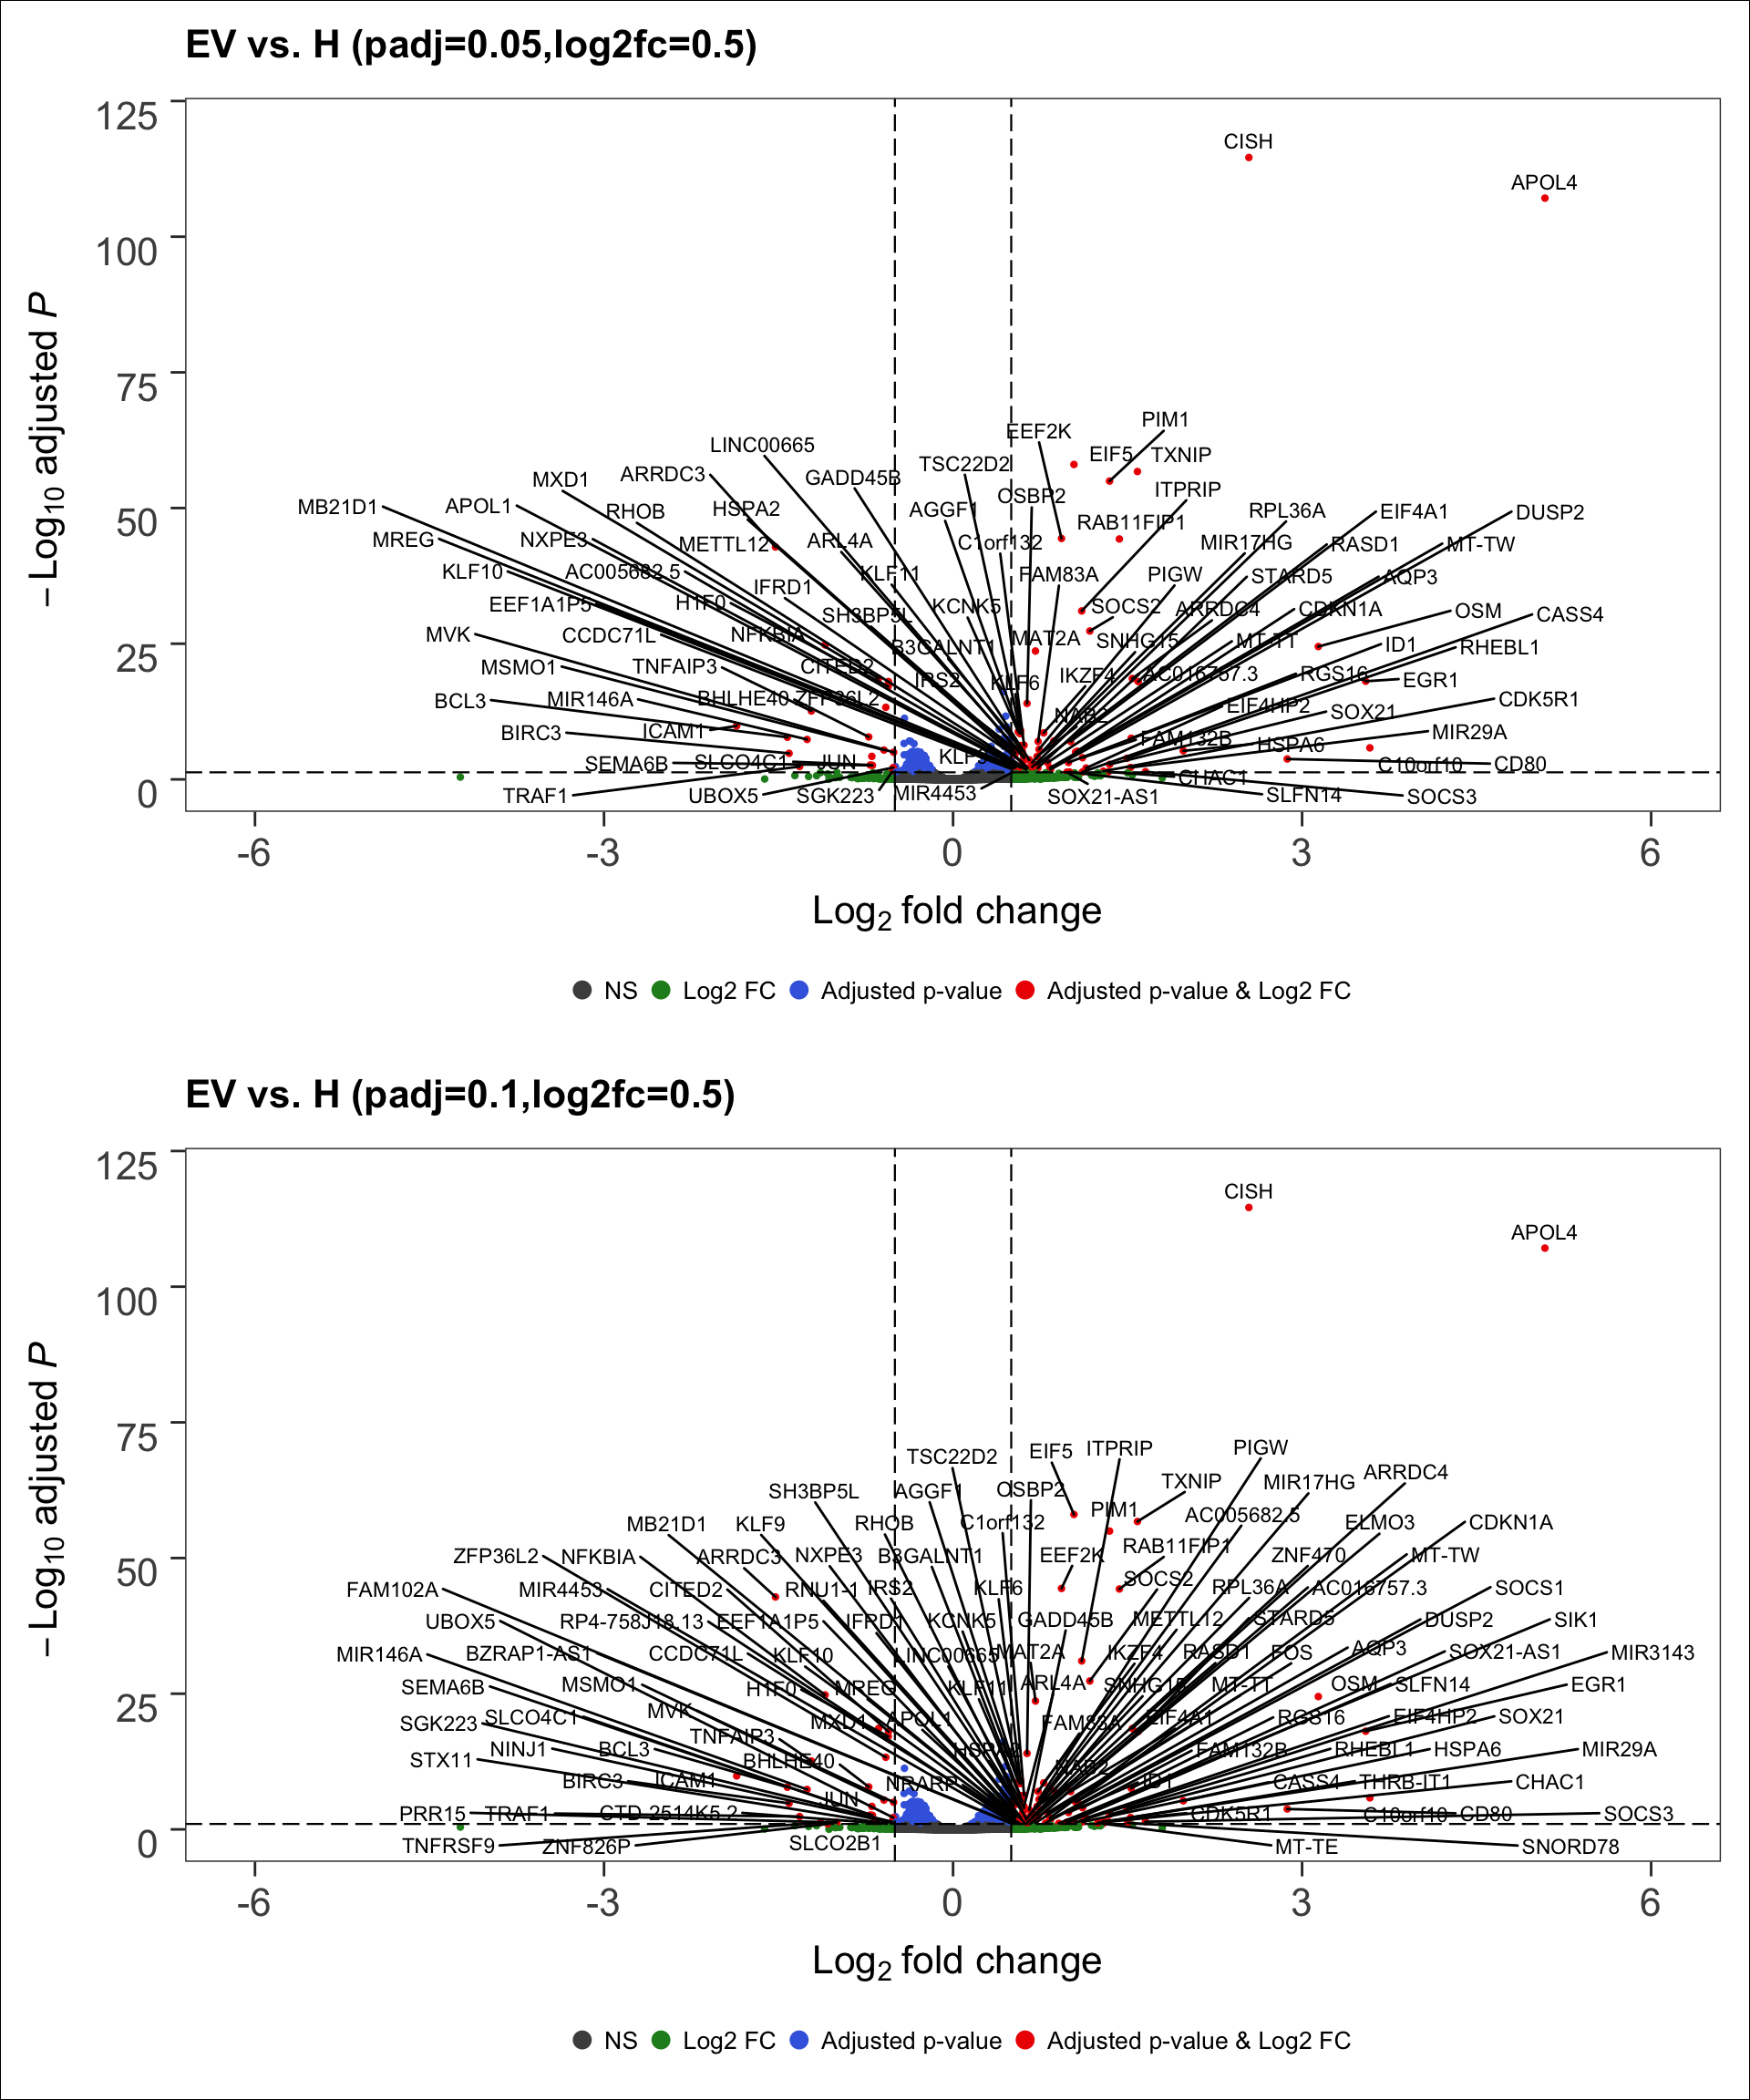 EV vs. H (padj=0.05,log2fc=0.5)
125
CISH
APOL4
100
75
PIM1
EEF2K
LINC00665
EIF5 TXNIP
TSC22D2
ARRDC3
GADD45B
MXD1
ITPRIP
OSBP2
MB21D1 APOL1
RHOB HSPA2 AGGF1
RPL36A EIF4A1 DUSP2
50
RAB11FIP1
MREG NXPE3 METTL12 ARL4A C1orf132
MIR17HG RASD1 MT-TW
KLF10 AC005682.5 KLF11 FAM83A PIGW STARD5 AQP3
IFRD1
EEF1A1P5 H1F0 KCNK5 SOCS2 ARRDC4 CDKN1A OSM CASS4
SH3BP5L
MVK CCDC71L NFKBIA MAT2A SNHG15 MT-TT ID1 RHEBL1
B3GALNT1
25
MSMO1 TNFAIP3 CITED2 IRS2 KLF6 IKZF4 AC016757.3 RGS16 EGR1
BCL3 MIR146A BHLHE40 ZFP36L2 EIF4HP2 SOX21 CDK5R1
NAB2
BIRC3 ICAM1 FAM132B HSPA6 MIR29A
KLF9
SEMA6B SLCO4C1 JUN C10orf10 CD80
CHAC1
0
TRAF1 UBOX5 SGK223 MIR4453 SOX21-AS1 SLFN14 SOCS3
-6 -3 0 3 6
Log2 fold change
−Log10 adjusted P
NS Log2 FC Adjusted p-value Adjusted p-value & Log2 FC
EV vs. H (padj=0.1,log2fc=0.5)
125
CISH
APOL4
100
75
TSC22D2 EIF5 ITPRIP PIGW
ARRDC4
SH3BP5L AGGF1 OSBP2 TXNIP MIR17HG
PIM1 AC005682.5
MB21D1 KLF9 RHOB C1orf132 ELMO3 CDKN1A
RAB11FIP1
50
ZFP36L2 NFKBIA ARRDC3 NXPE3 B3GALNT1 EEF2K ZNF470 MT-TW
SOCS2
FAM102A MIR4453 CITED2 RNU1-1 IRS2 KLF6 RPL36A AC016757.3 SOCS1
UBOX5 RP4-758J18.13 EEF1A1P5 IFRD1 KCNK5 GADD45B METTL12 STARD5 DUSP2 SIK1
MIR146A BZRAP1-AS1 CCDC71L KLF10 LINC00665 MAT2A IKZF4 RASD1 FOS AQP3 SOX21-AS1 MIR3143
SEMA6B MSMO1 H1F0 MREG KLF11 ARL4A SNHG15 MT-TT OSM SLFN14 EGR1
25
SGK223 SLCO4C1 MVK MXD1 APOL1 FAM83A EIF4A1 RGS16 EIF4HP2 SOX21
TNFAIP3
STX11 NINJ1 BCL3 BHLHE40 HSPA2 NAB2 FAM132B RHEBL1 HSPA6 MIR29A
BIRC3 ICAM1 NRARP ID1 CASS4 THRB-IT1 CHAC1
JUN
PRR15 TRAF1 CTD-2514K5.2 CDK5R1 C10orf10 CD80 SOCS3
0
TNFRSF9 ZNF826P SLCO2B1 MT-TE SNORD78
-6 -3 0 3 6
Log2 fold change
−Log10 adjusted P
NS Log2 FC Adjusted p-value Adjusted p-value & Log2 FC